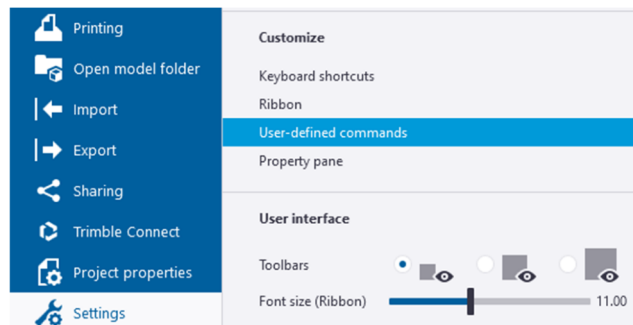 Printing
Open model folder
Import
Export
Sharing
Trimble Connect
Project properties
Settings
Customize
Keyboard shortcuts
Ribbon
User-defined commands
Property pane
User interface
Toolbars
Font size (Ribbon) 11.00